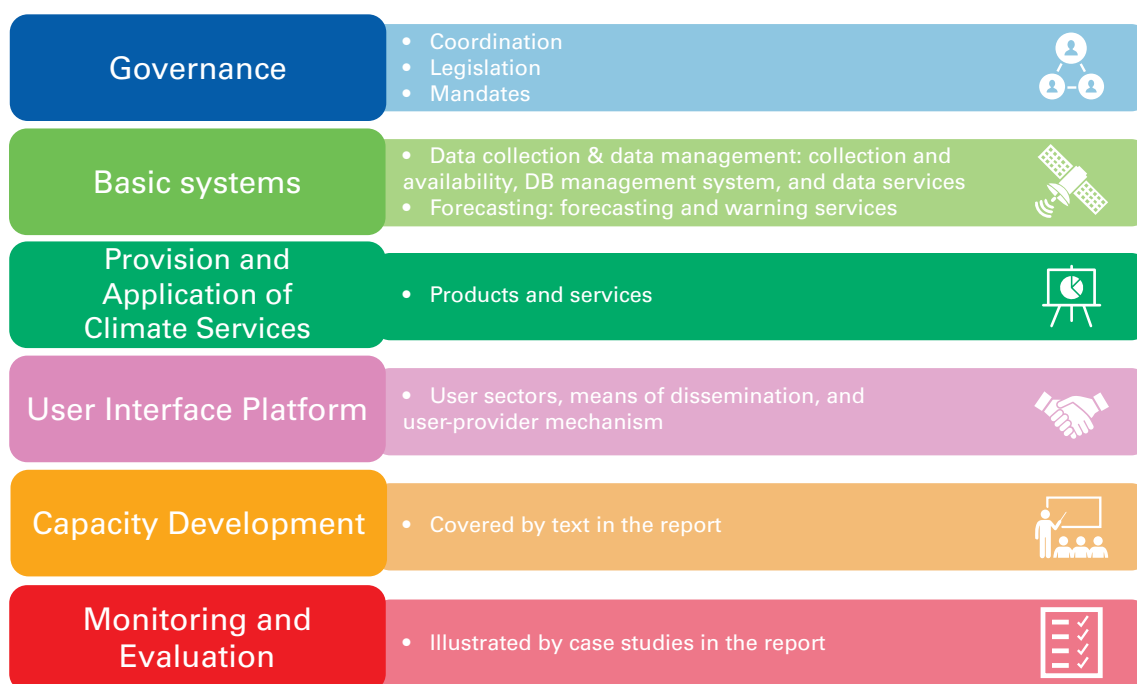 Governance
• Coordination
• Legislation
• Mandates
Basic systems
• Data collection & data management: collection and
availability, DB management system, and data services
• Forecasting: forecasting and warning services
Provision and
Application of
Climate Services
• Products and services
User Interface Platform
• User sectors, means of dissemination, and
user-provider mechanism
Capacity Development
• Covered by text in the report
Monitoring and
Evaluation
• Illustrated by case studies in the report